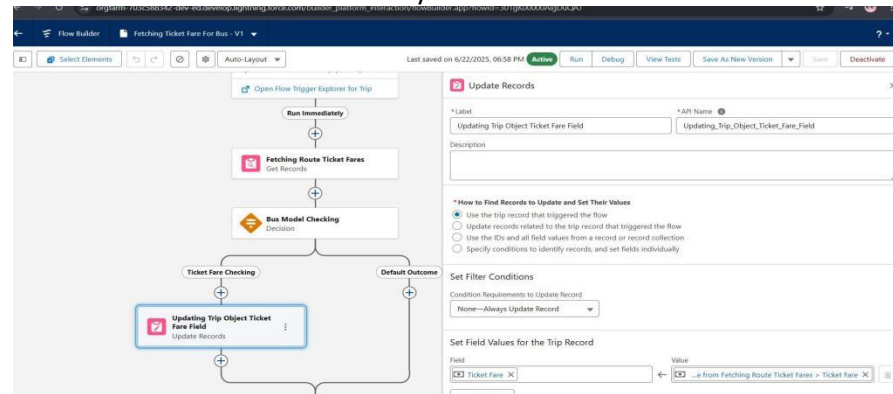 Flow Builder
Fetching Ticket Fare For Bus - V1
?
Select Elements
Auto-Layout
Last saved on 6/22/2025, 06:58 PM
Active
Run
Debug
View Tests
Save As New Version
Save
Deactivate
Open Flow Trigger Explorer for Trip
Run Immediately
Fetching Route Ticket Fares
Get Records
Bus Model Checking
Decision
Ticket Fare Checking
Default Outcome
Updating Trip Object Ticket
Fare Field
Update Records
Update Records
*Label
*API Name
Updating Trip Object Ticket Fare Field
Updating_Trip_Object_Ticket_Fare_Field
Description
*How to Find Records to Update and Set Their Values
Use the trip record that triggered the flow
Update records related to the trip record that triggered the flow
Use the IDs and all field values from a record or record collection
Specify conditions to identify records, and set fields individually
Set Filter Conditions
Condition Requirements to Update Record
None—Always Update Record
Set Field Values for the Trip Record
Field
Value
Ticket Fare
...e from Fetching Route Ticket Fares > Ticket Fare